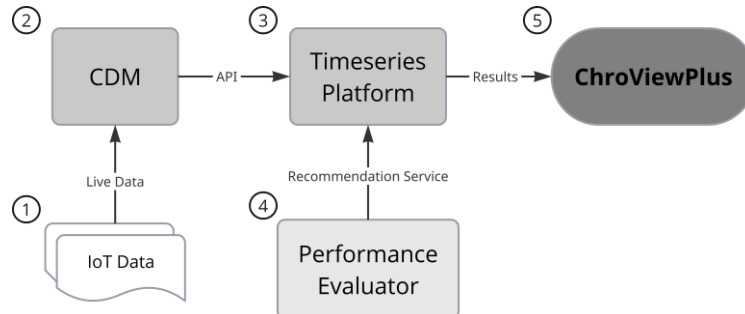 2
CDM
API
3
Timeseries
Platform
Results
5
ChroViewPlus
Live Data
Recommendation Service
1
IoT Data
4
Performance
Evaluator